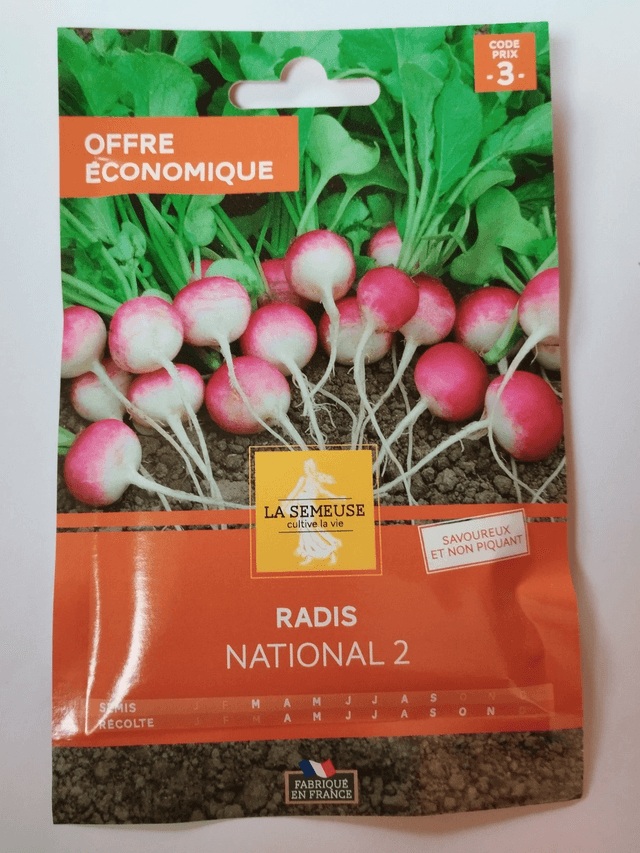 CODE
PRIX
- 3 -
OFFRE
ÉCONOMIQUE
LA SEMEUSE
cultive la vie
SAVOUREUX
ET NON PIQUANT
RADIS
NATIONAL 2
SEMIS J F M A M J J A S O N D
RÉCOLTE J F M A M J J A S O N D
FABRIQUÉ
EN FRANCE